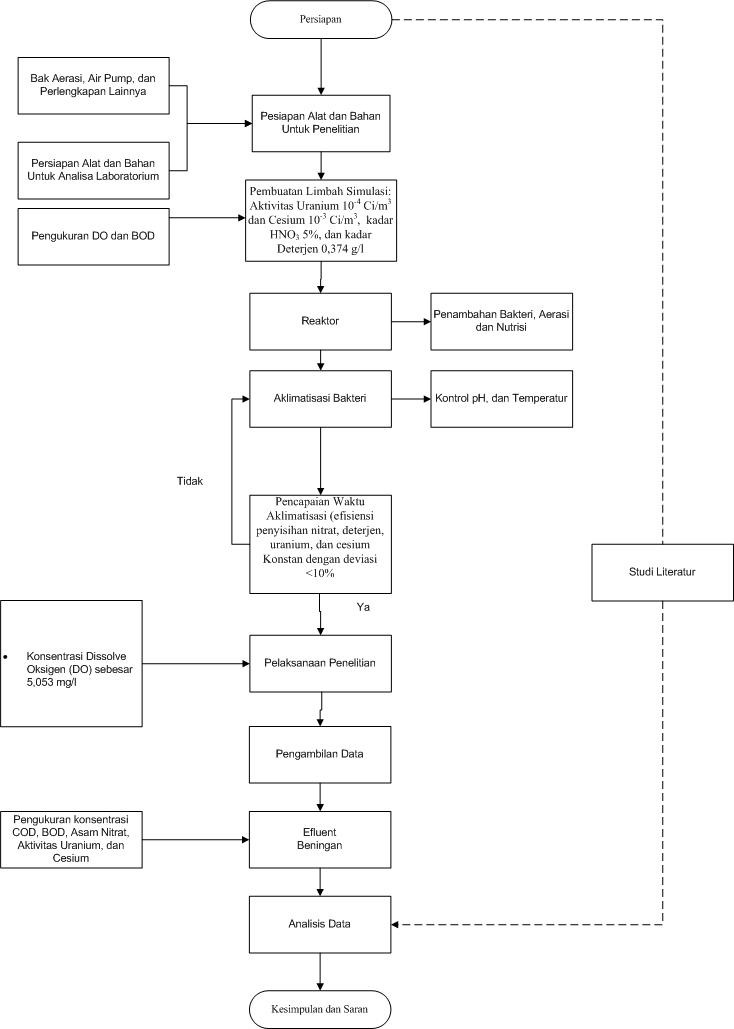 Persiapan
Bak Aerasi, Air Pump, dan
Perlengkapan Lainnya
Pesiapan Alat dan Bahan
Untuk Penelitian
Persiapan Alat dan Bahan
Untuk Analisa Laboratorium
Pembuatan Limbah Simulasi:
Aktivitas Uranium 10⁻⁴ Ci/m³
dan Cesium 10⁻³ Ci/m³, kadar
HNO₃ 5%, dan kadar
Deterjen 0,374 g/l
Pengukuran DO dan BOD
Reaktor
Penambahan Bakteri, Aerasi
dan Nutrisi
Aklimatisasi Bakteri
Kontrol pH, dan Temperatur
Tidak
Pencapaian Waktu
Aklimatisasi (efisiensi
penyisihan nitrat, deterjen,
uranium, dan cesium
Konstan dengan deviasi
<10%
Studi Literatur
Ya
• Konsentrasi Dissolve
Oksigen (DO) sebesar
5,053 mg/l
Pelaksanaan Penelitian
Pengambilan Data
Pengukuran konsentrasi
COD, BOD, Asam Nitrat,
Aktivitas Uranium, dan
Cesium
Efluent
Beningan
Analisis Data
Kesimpulan dan Saran